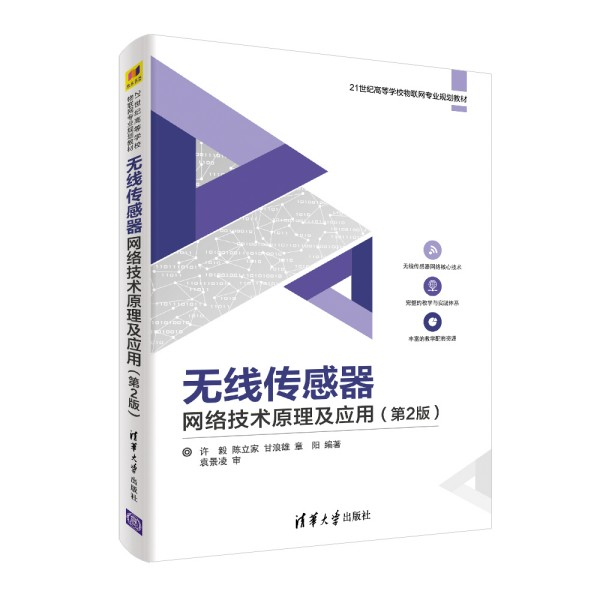 21世纪高等学校
物联网专业规划教材
无线传感器网络技术原理及应用（第2版）
清华大学出版社
21世纪高等学校物联网专业规划教材
无线传感器网络核心技术
完整的教学与实验体系
丰富的教学配套资源
无线传感器
网络技术原理及应用（第2版）
许 毅 陈立家 甘浪雄 章 阳 编著
袁景凌 审
清华大学出版社